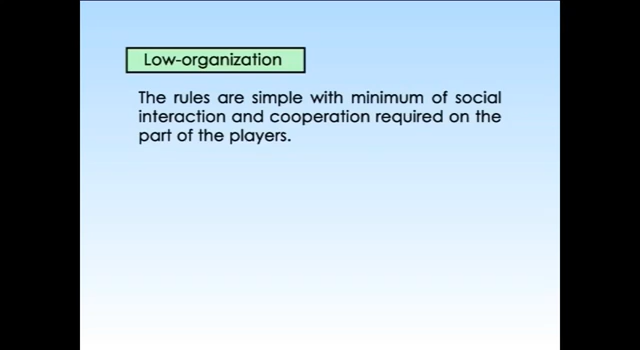 Low-organization
The rules are simple with minimum of social
interaction and cooperation required on the
part of the players.